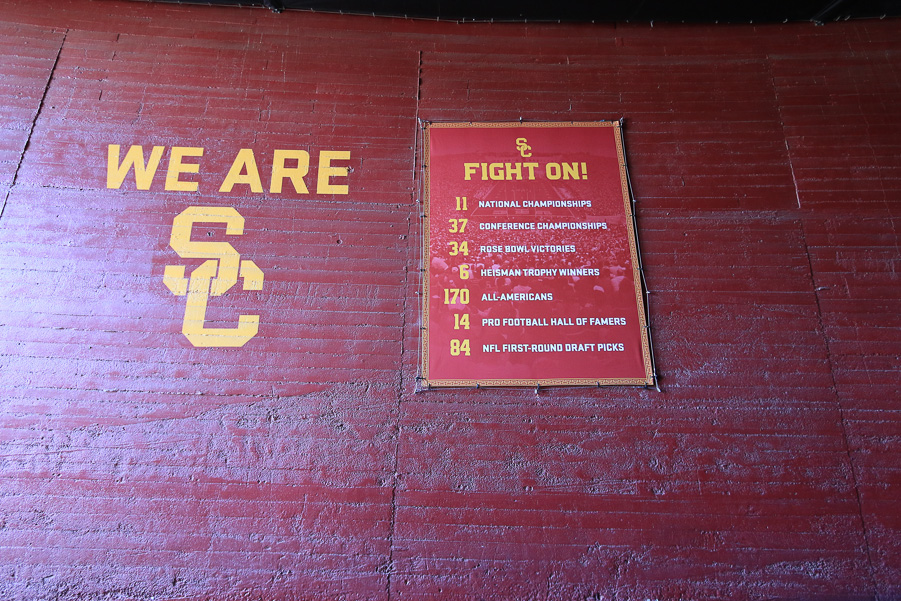 WE ARE
SC
SC
FIGHT ON!
11 NATIONAL CHAMPIONSHIPS
37 CONFERENCE CHAMPIONSHIPS
34 ROSE BOWL VICTORIES
6 HEISMAN TROPHY WINNERS
170 ALL-AMERICANS
14 PRO FOOTBALL HALL OF FAMERS
84 NFL FIRST-ROUND DRAFT PICKS